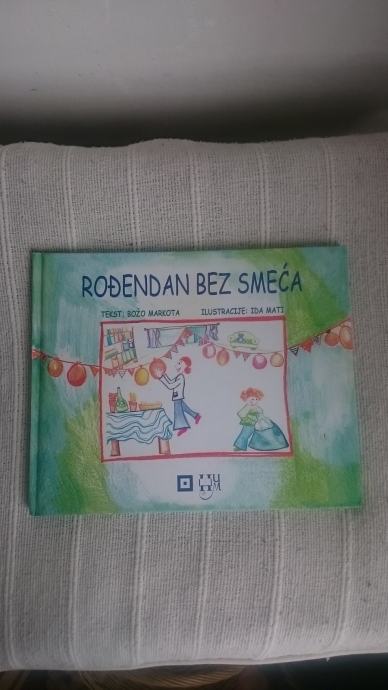 ROĐENDAN BEZ SMEĆA
TEKST: BOŽO MARKOTA ILUSTRACIJE: IDA MATI